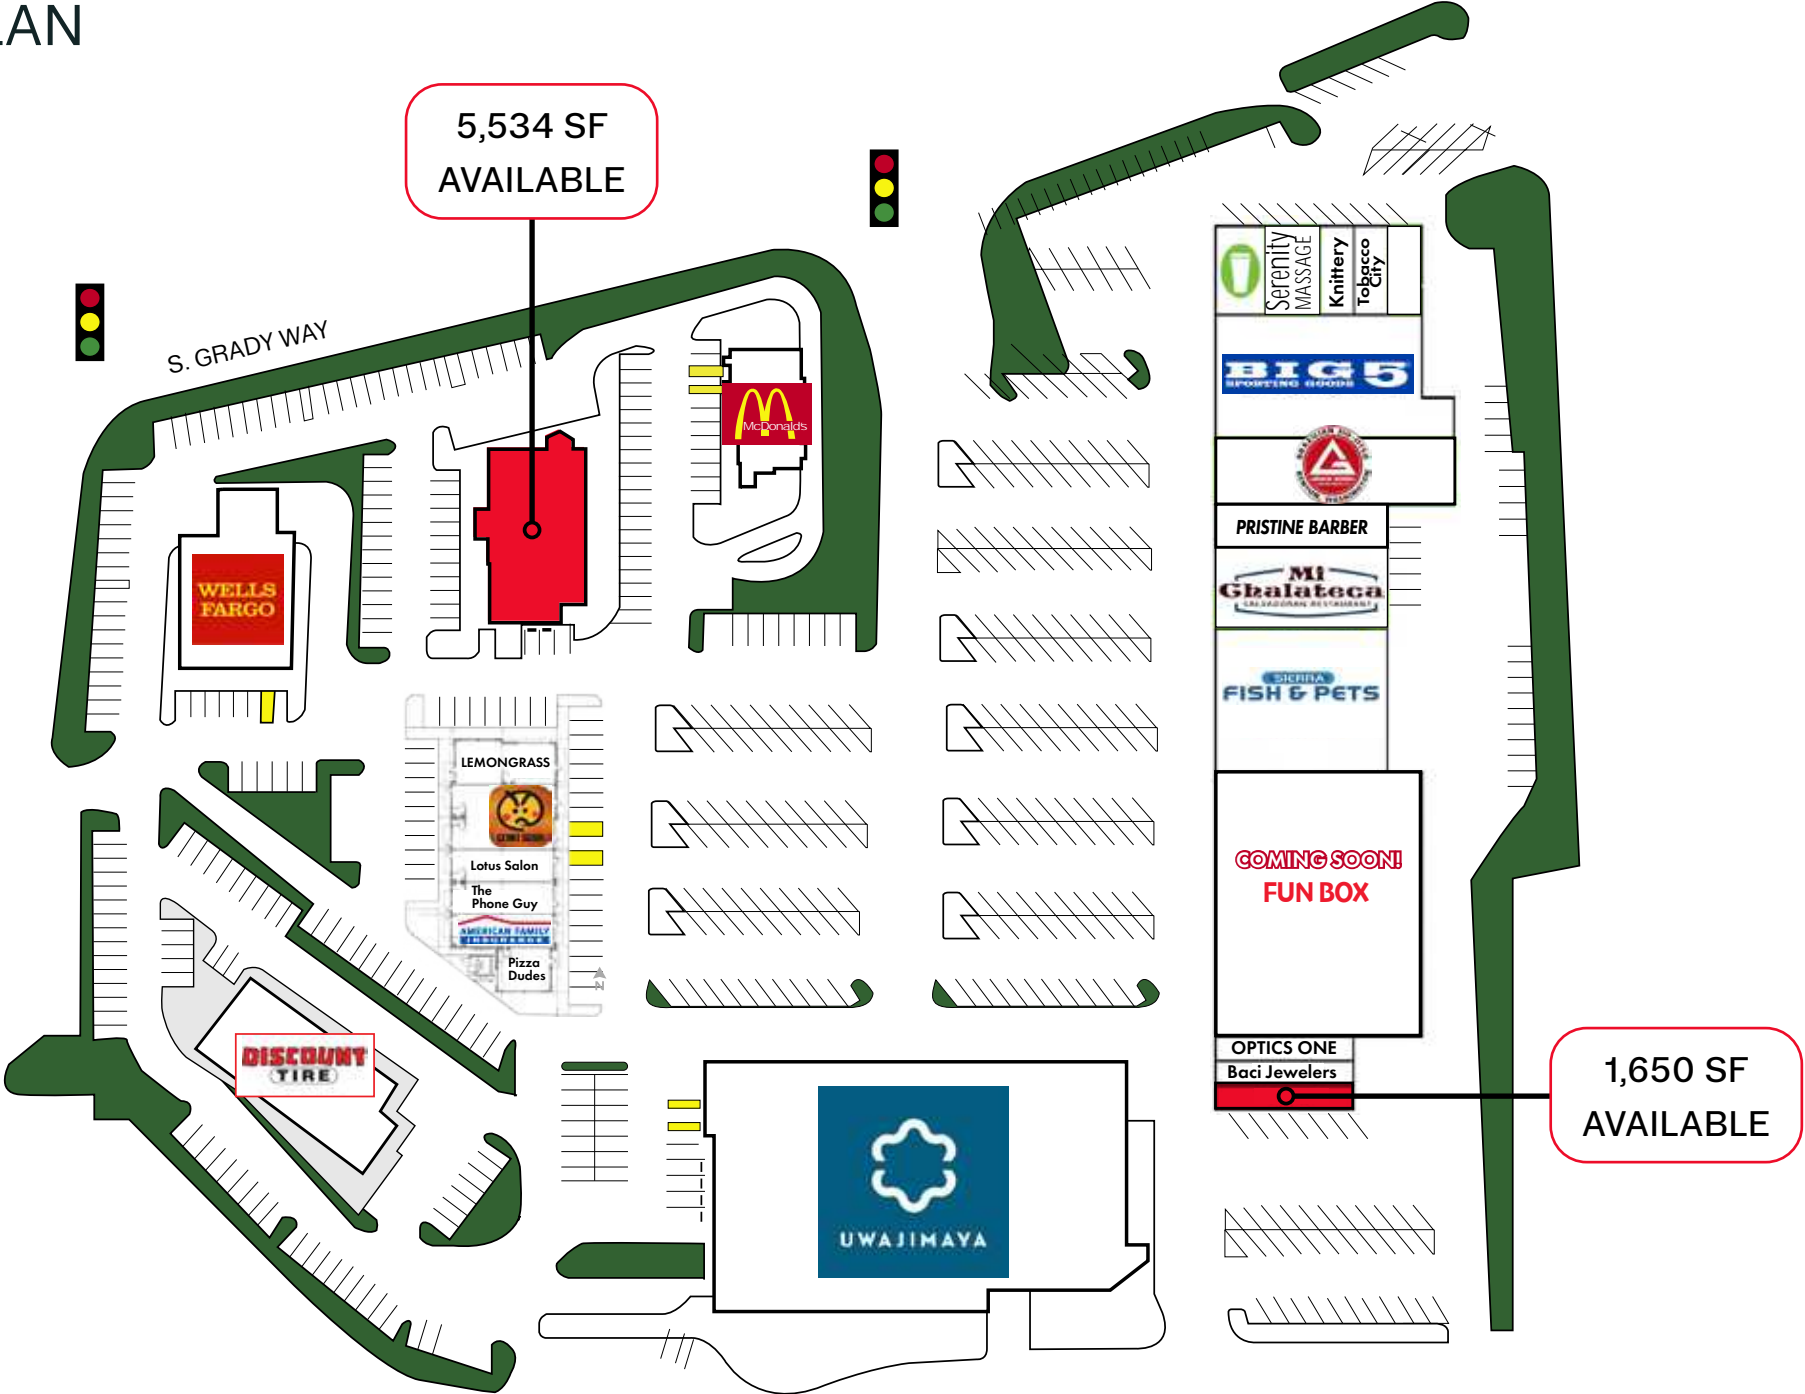 LAN
5,534 SF
AVAILABLE
S. GRADY WAY
McDonald's
WELLS
FARGO
Serenity
MASSAGE
Knittery
Tobacco
City
BIG 5
SPORTING GOODS
PRISTINE BARBER
Mi
Chalateca
SALVADORAN RESTAURANT
SIERRA
FISH & PETS
LEMONGRASS
Lotus Salon
The
Phone Guy
AMERICAN FAMILY
INSURANCE
Pizza
Dudes
N
COMING SOON!
FUN BOX
OPTICS ONE
Baci Jewelers
1,650 SF
AVAILABLE
DISCOUNT
TIRE
UWAJIMAYA